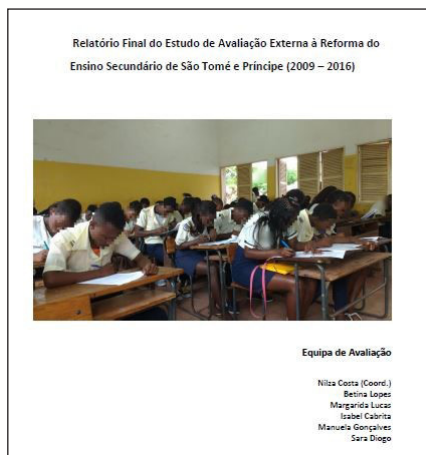 Relatório Final do Estudo de Avaliação Externa à Reforma do
Ensino Secundário de São Tomé e Príncipe (2009 – 2016)
Equipa de Avaliação
Nilza Costa (Coord.)
Betina Lopes
Margarida Lucas
Isabel Cabrita
Manuela Gonçalves
Sara Diogo